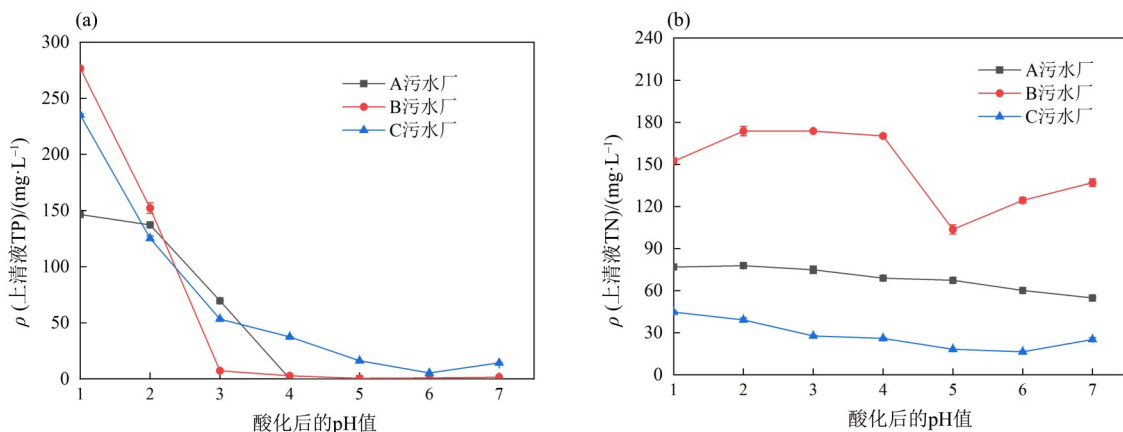 (a)
300
250
200
150
100
50
0
ρ (上清液TP)/(mg·L⁻¹)
A污水厂
B污水厂
C污水厂
1 2 3 4 5 6 7
酸化后的pH值
(b)
240
210
180
150
120
90
60
30
0
ρ (上清液TN)/(mg·L⁻¹)
A污水厂
B污水厂
C污水厂
1 2 3 4 5 6 7
酸化后的pH值